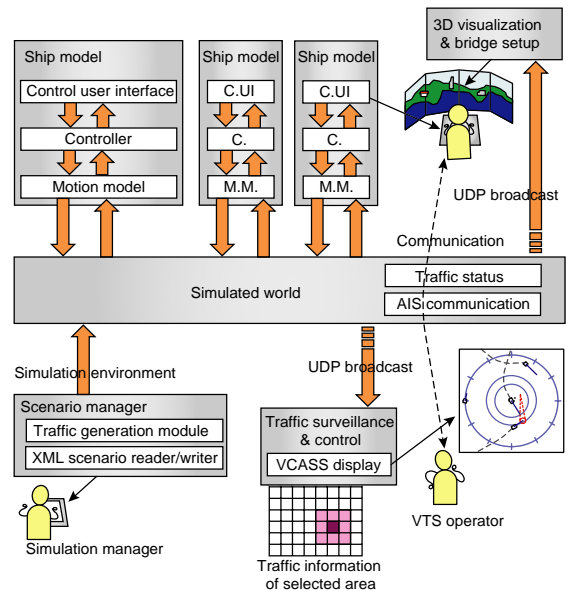 3D visualization
& bridge setup
Ship model
Control user interface
Controller
Motion model
Ship model
C.UI
C.
M.M.
Ship model
C.UI
C.
M.M.
UDP broadcast
Communication
Simulated world
Traffic status
AIS communication
Simulation environment
UDP broadcast
Scenario manager
Traffic generation module
XML scenario reader/writer
Traffic surveillance
& control
VCASS display
Simulation manager
VTS operator
Traffic information
of selected area